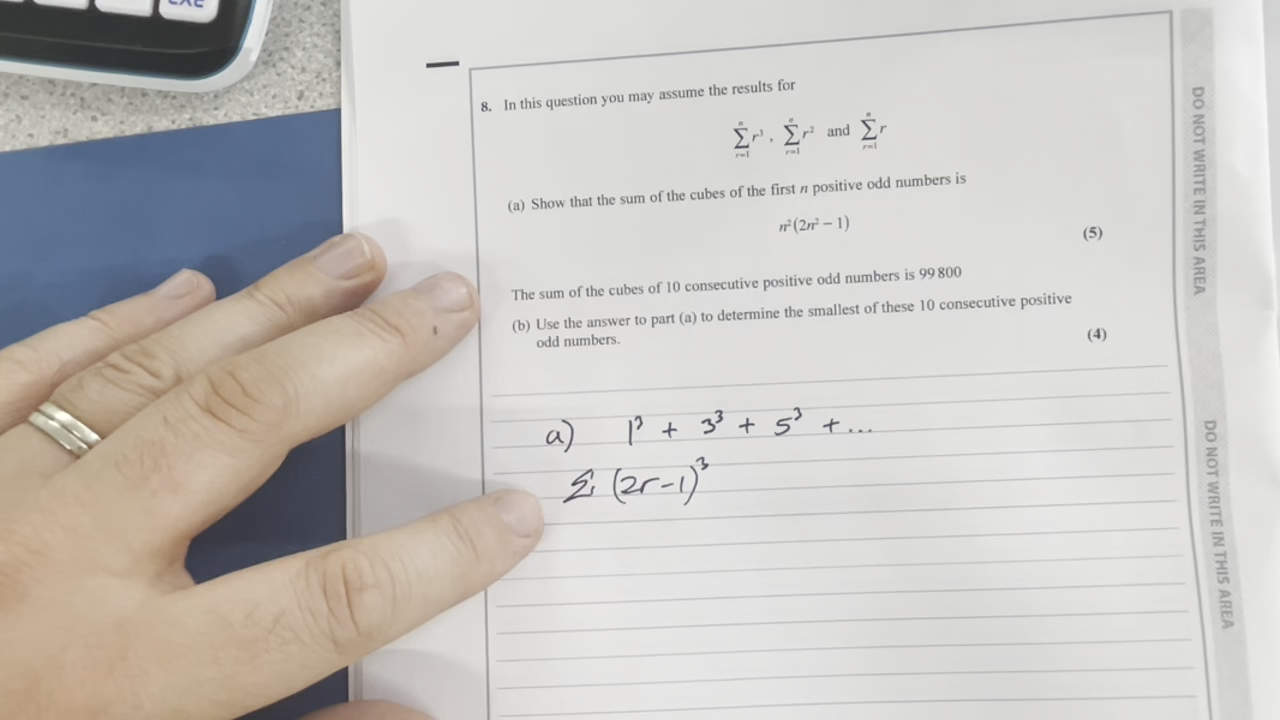 EXE
8. In this question you may assume the results for
∑_{r=1}^{n} r³ , ∑_{r=1}^{n} r² and ∑_{r=1}^{n} r
(a) Show that the sum of the cubes of the first n positive odd numbers is
n²(2n² − 1)
(5)
The sum of the cubes of 10 consecutive positive odd numbers is 99 800
(b) Use the answer to part (a) to determine the smallest of these 10 consecutive positive
odd numbers.
(4)
a) 1³ + 3³ + 5³ + ...
∑ (2r−1)³
DO NOT WRITE IN THIS AREA
DO NOT WRITE IN THIS AREA